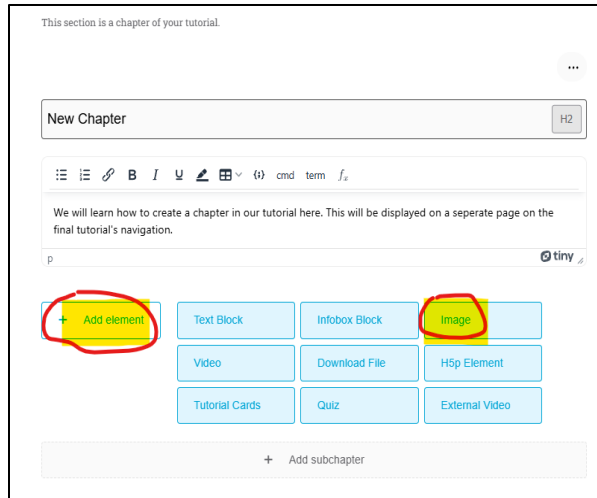 This section is a chapter of your tutorial.
...
New Chapter
H2
B I U {;} cmd term fx
We will learn how to create a chapter in our tutorial here. This will be displayed on a seperate page on the
final tutorial's navigation.
p tiny
+ Add element Text Block Infobox Block Image
Video Download File H5p Element
Tutorial Cards Quiz External Video
+ Add subchapter